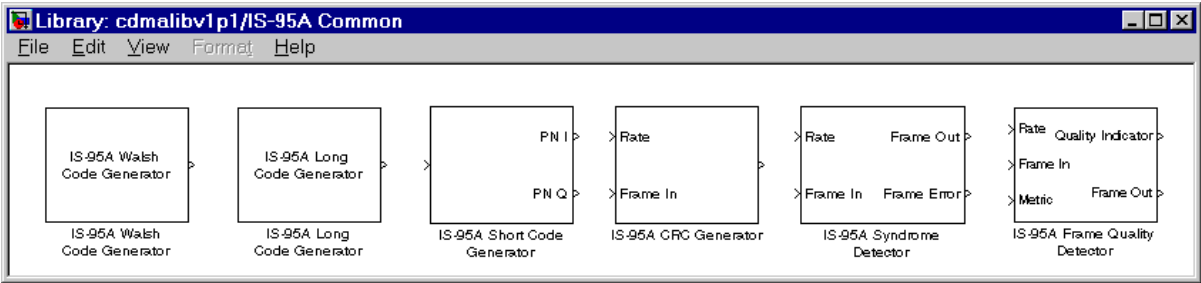 Library: cdmalibv1p1/IS-95A Common
File Edit View Format Help
IS-95A Walsh
Code Generator
IS-95A Walsh
Code Generator
IS-95A Long
Code Generator
IS-95A Long
Code Generator
PN I
PN Q
IS-95A Short Code
Generator
Rate
Frame In
IS-95A CRC Generator
Rate Frame Out
Frame In Frame Error
IS-95A Syndrome
Detector
Rate Quality Indicator
Frame In
Metric Frame Out
IS-95A Frame Quality
Detector